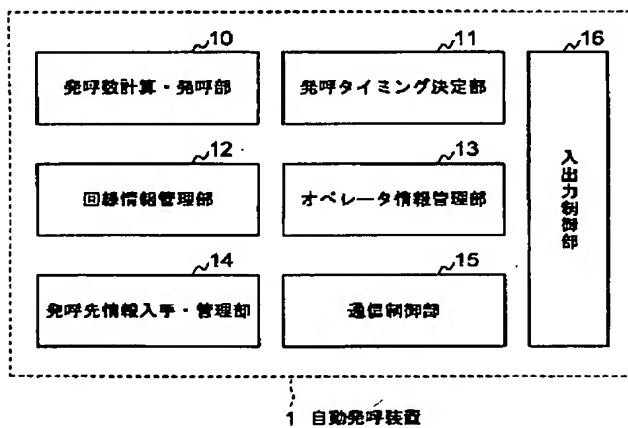 10
発呼数計算・発呼部
11
発呼タイミング決定部
16
入出力制御部
12
回線情報管理部
13
オペレータ情報管理部
14
発呼先情報入手・管理部
15
通信制御部
1 自動発呼装置